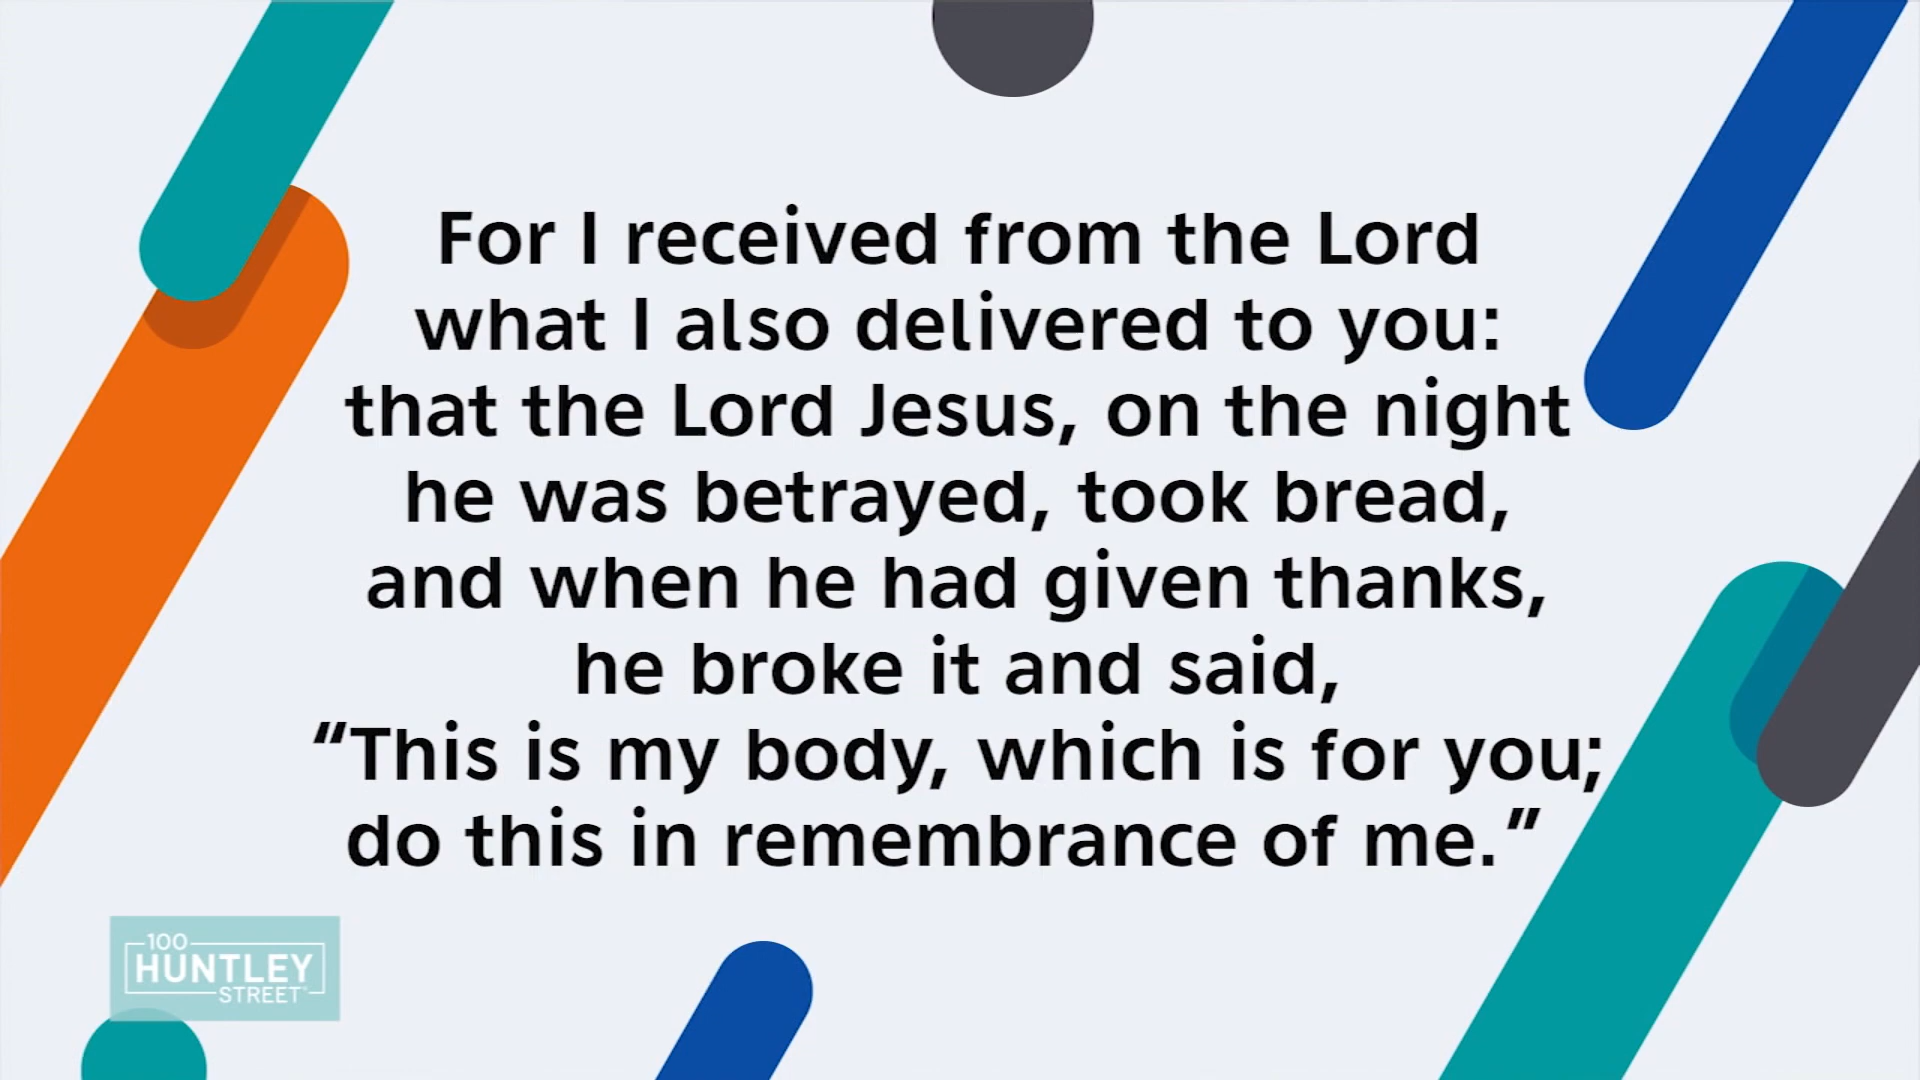 For I received from the Lord
what I also delivered to you:
that the Lord Jesus, on the night
he was betrayed, took bread,
and when he had given thanks,
he broke it and said,
“This is my body, which is for you;
do this in remembrance of me.”
100
HUNTLEY
STREET